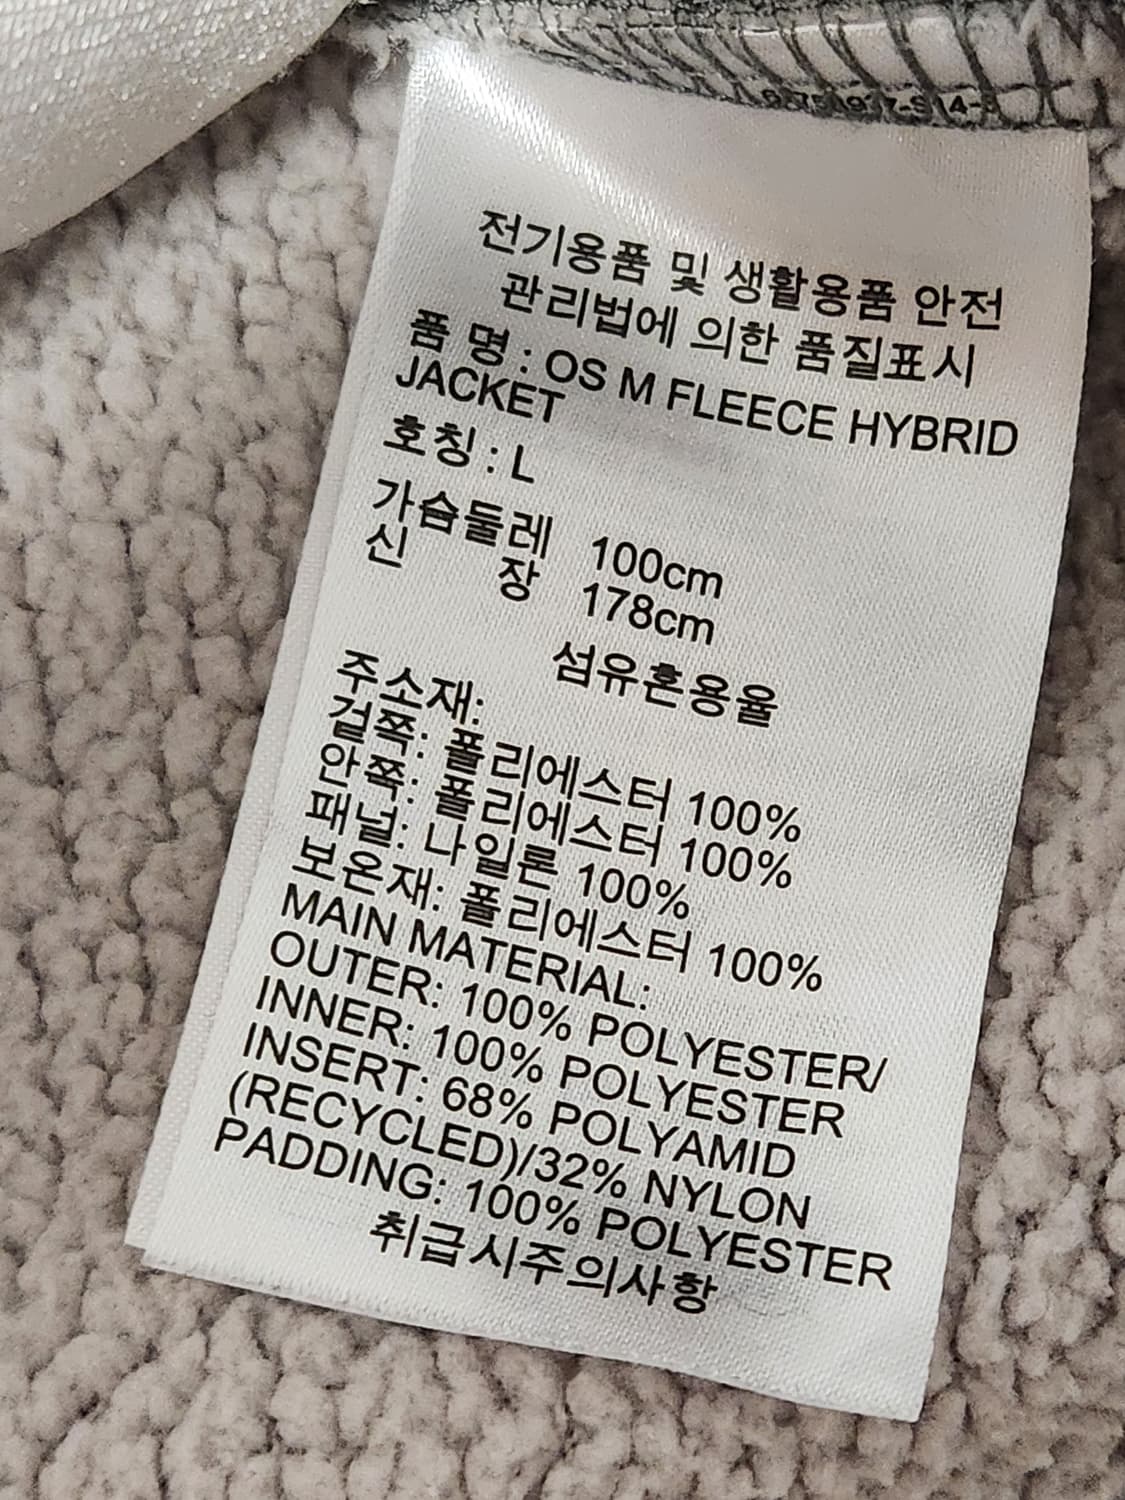 전기용품 및 생활용품 안전
관리법에 의한 품질표시
품 명 : OS M FLEECE HYBRID
JACKET
호칭 : L
가슴둘레 100cm
신 장 178cm
섬유혼용율
주소재:
겉쪽: 폴리에스터 100%
안쪽: 폴리에스터 100%
패널: 나일론 100%
보온재: 폴리에스터 100%
MAIN MATERIAL:
OUTER: 100% POLYESTER/
INNER: 100% POLYESTER
INSERT: 68% POLYAMID
(RECYCLED)/32% NYLON
PADDING: 100% POLYESTER
취급시주의사항